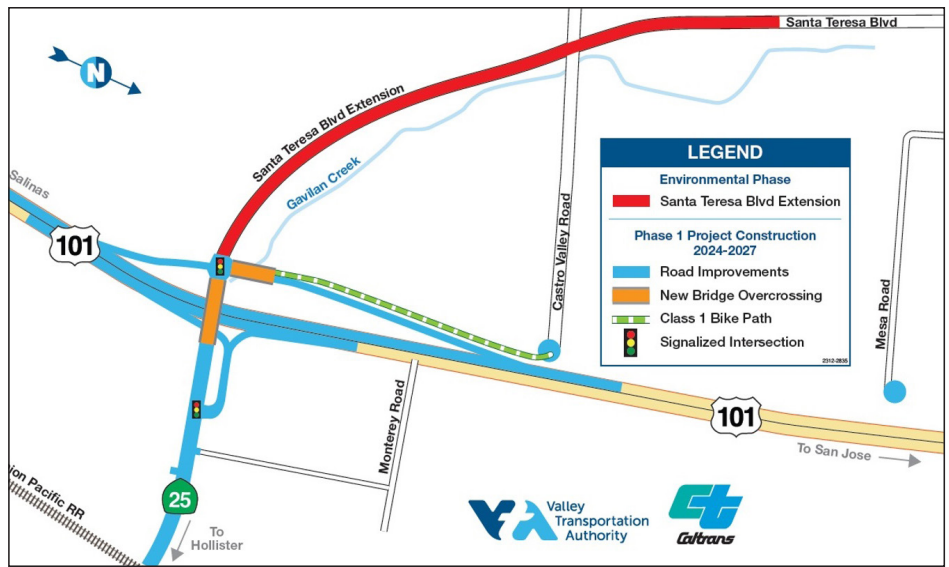 Santa Teresa Blvd
N
Santa Teresa Blvd Extension
Gavilan Creek
Salinas
101
Castro Valley Road
LEGEND
Environmental Phase
Santa Teresa Blvd Extension
Phase 1 Project Construction
2024-2027
Road Improvements
New Bridge Overcrossing
Class 1 Bike Path
Signalized Intersection
2312-2835
Mesa Road
Monterey Road
101
To San Jose
ion Pacific RR
25
To
Hollister
Valley
Transportation
Authority
Caltrans